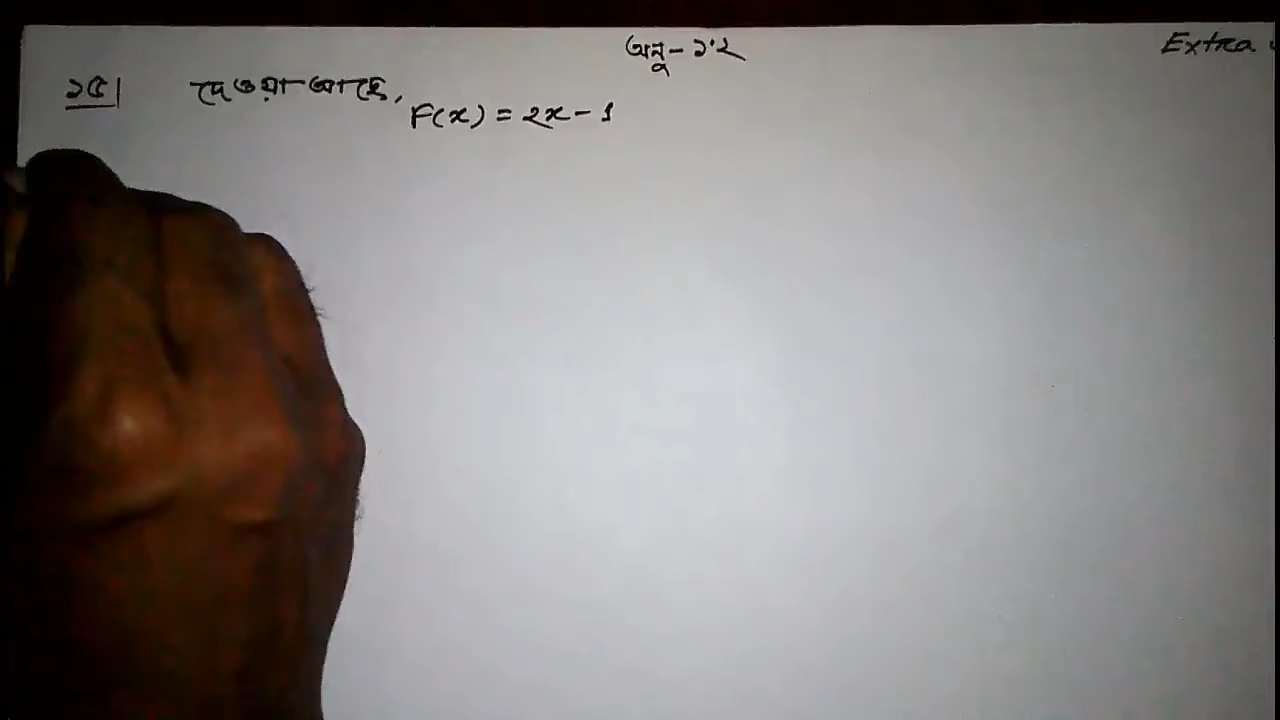 অনু - ১.২
Extra
১৫| দেওয়া আছে,
F(x) = 2x - 1